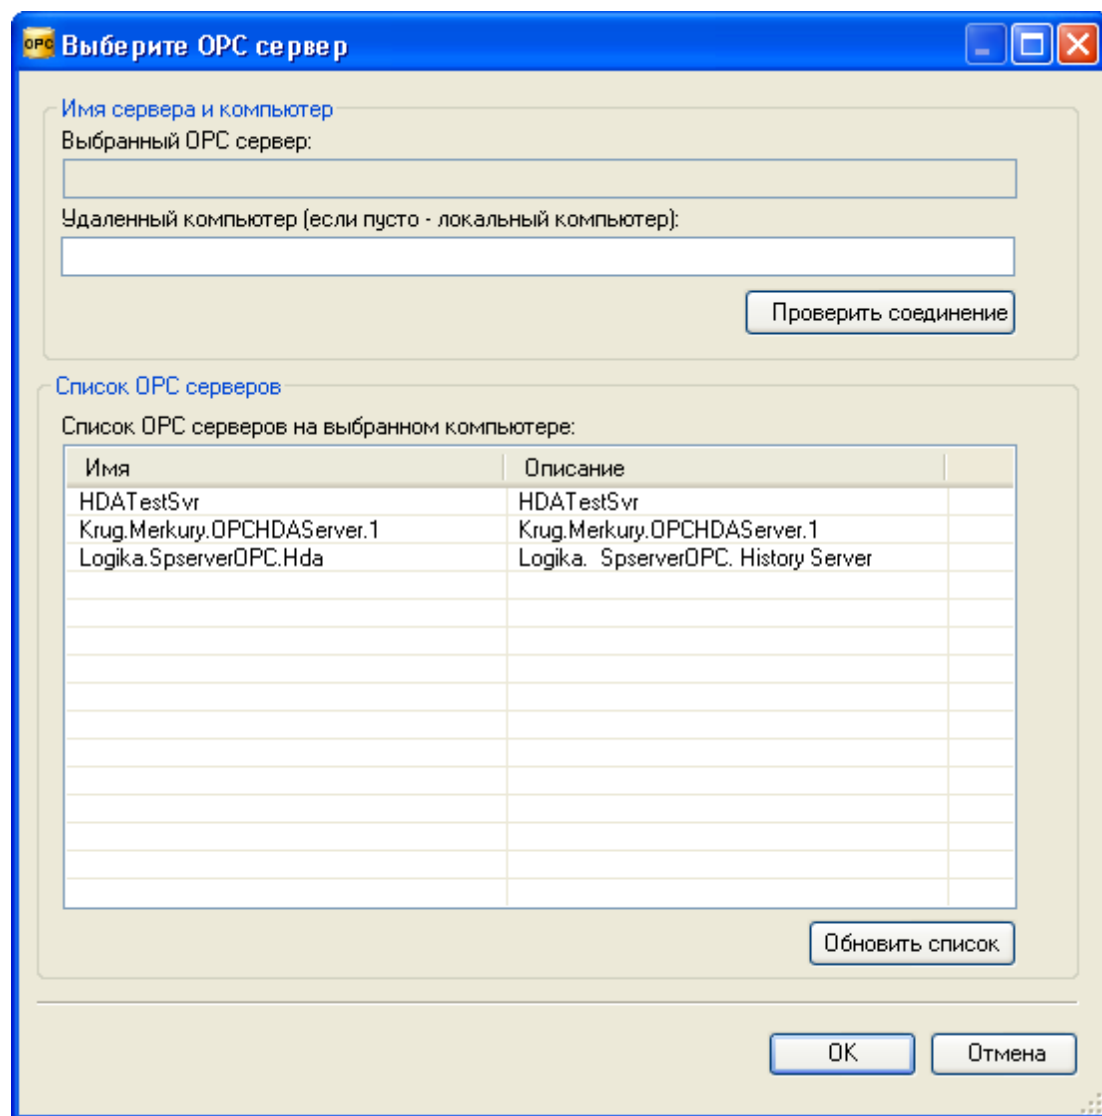 OPC Выберите OPC сервер
Имя сервера и компьютер
Выбранный OPC сервер:
Удаленный компьютер (если пусто - локальный компьютер):
Проверить соединение
Список OPC серверов
Список OPC серверов на выбранном компьютере:
Имя Описание
HDATestSvr HDATestSvr
Krug.Merkury.OPCHDAServer.1 Krug.Merkury.OPCHDAServer.1
Logika.SpserverOPC.Hda Logika. SpserverOPC. History Server
Обновить список
OK Отмена